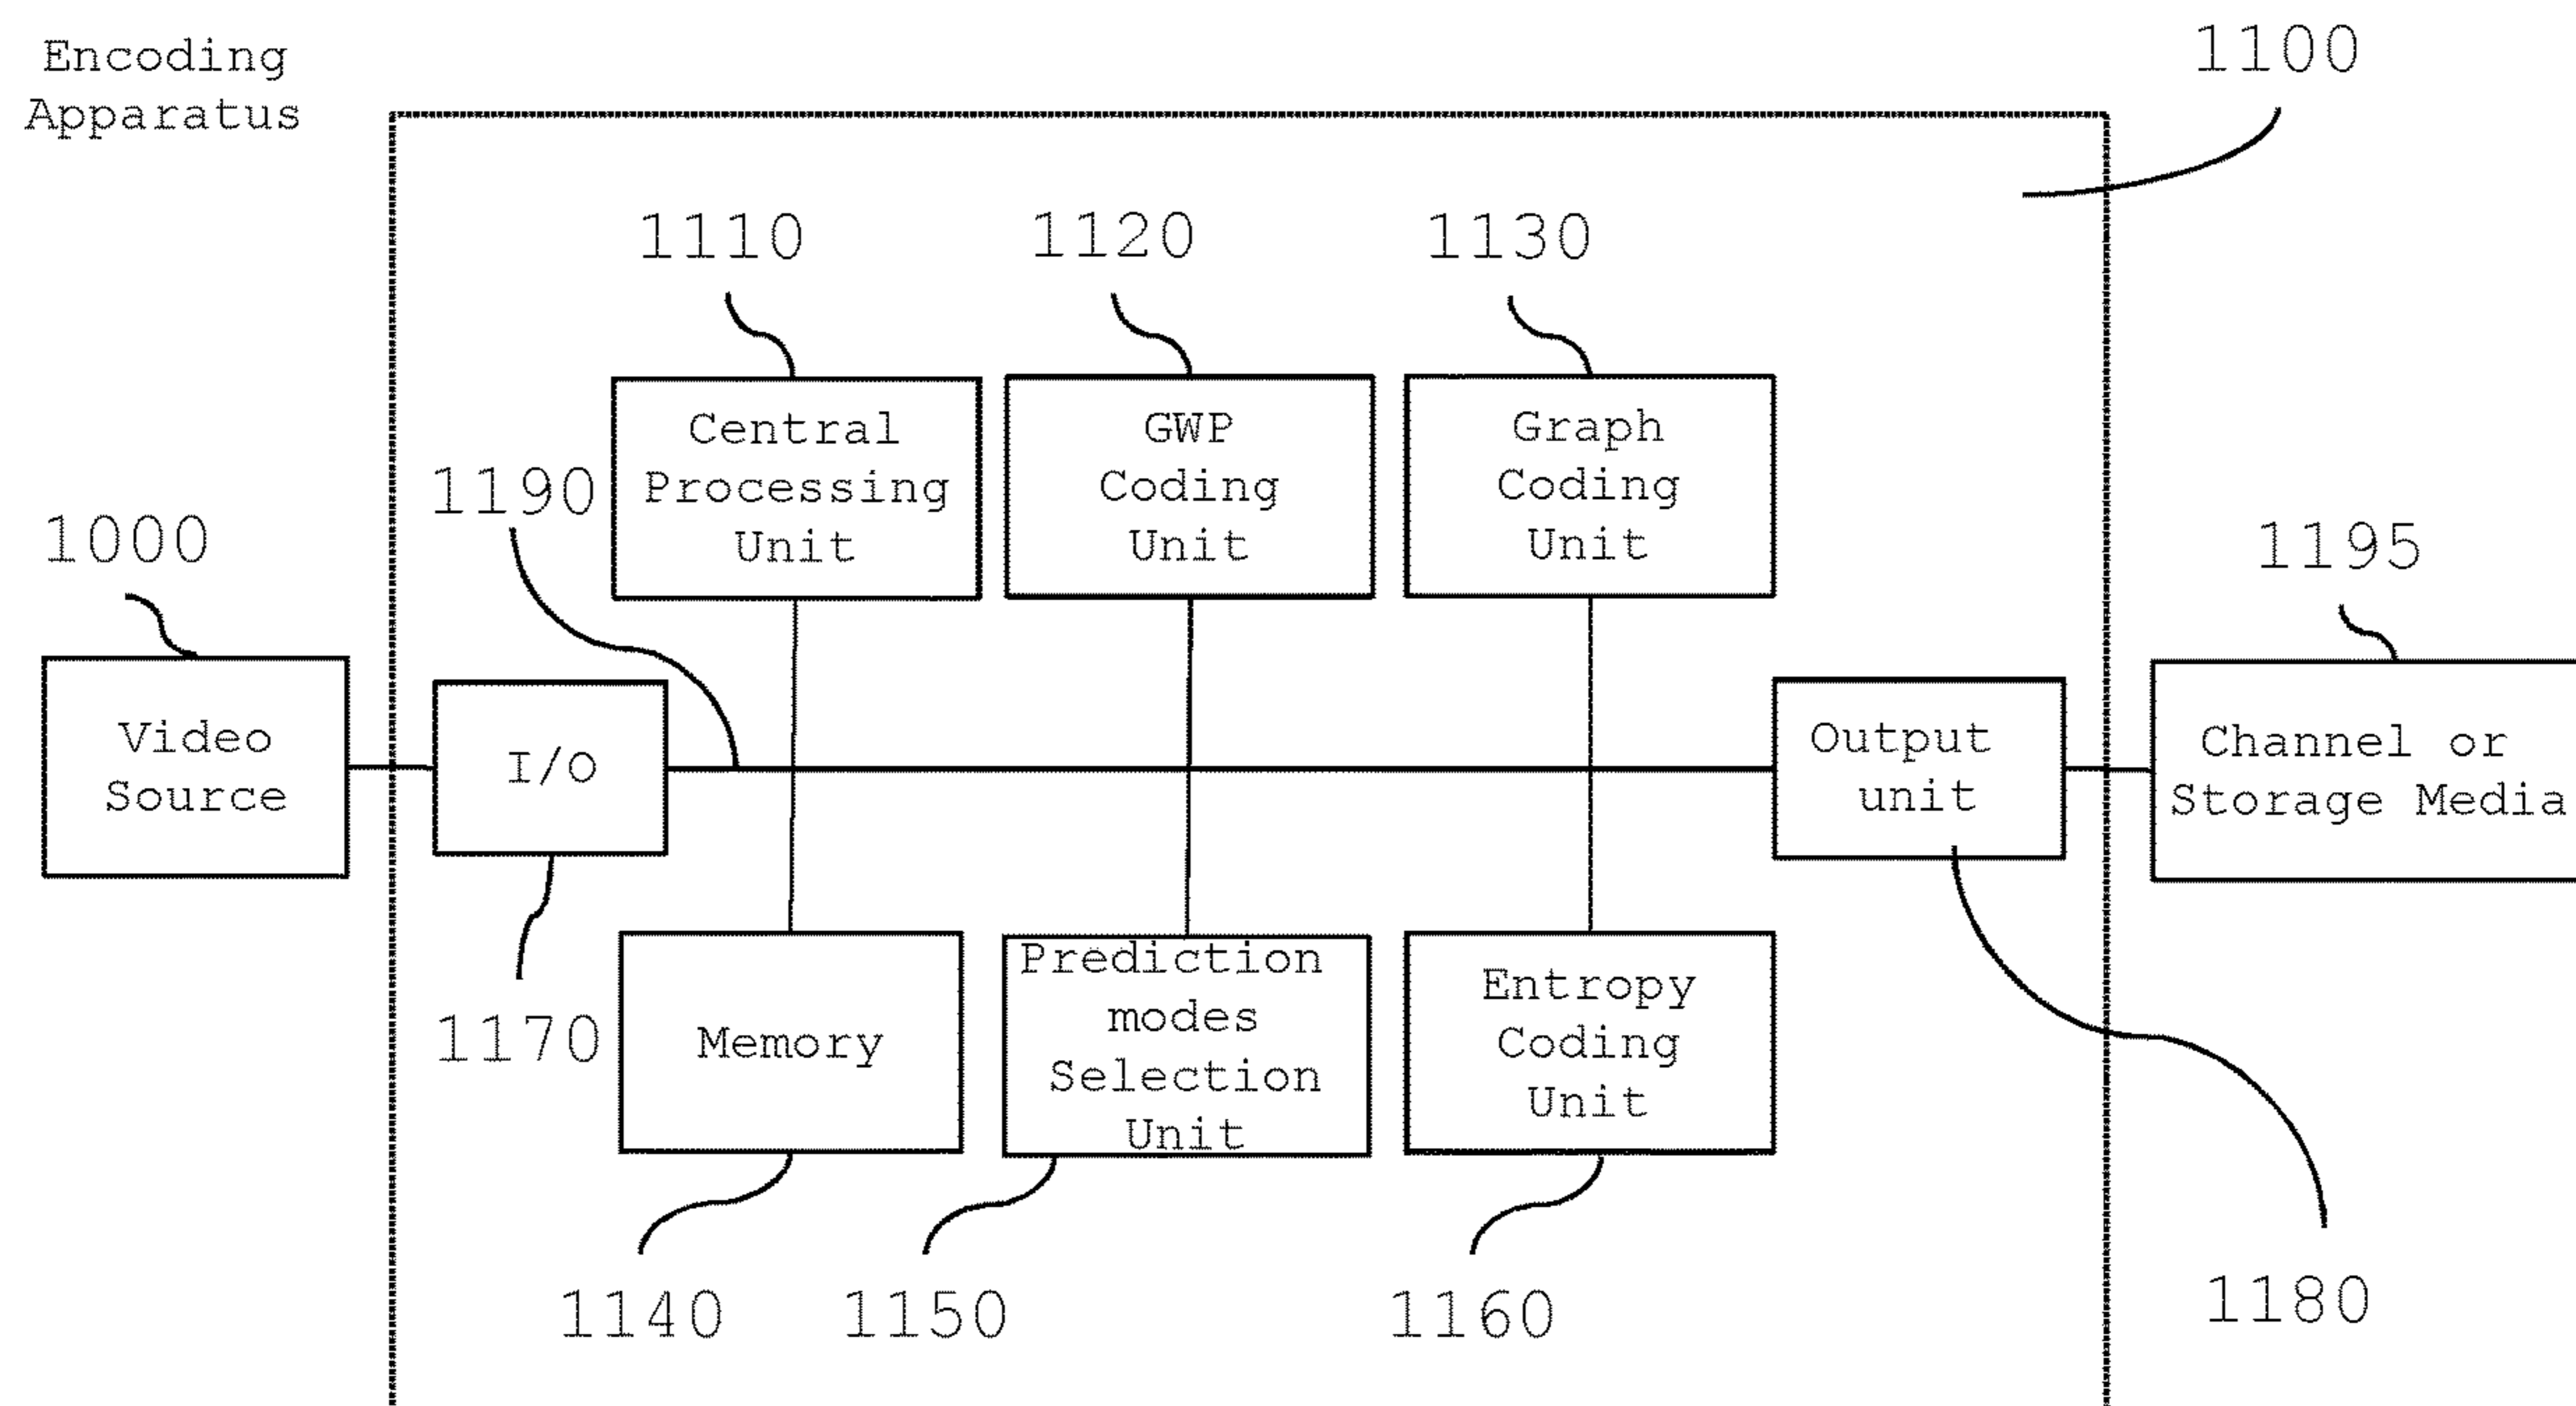 Encoding
Apparatus
1100
1110
1120
1130
Central
Processing
Unit
GWP
Coding
Unit
Graph
Coding
Unit
1190
1000
1195
Video
Source
I/O
Output
unit
Channel or
Storage Media
1170
Memory
Prediction
modes
Selection
Unit
Entropy
Coding
Unit
1140
1150
1160
1180